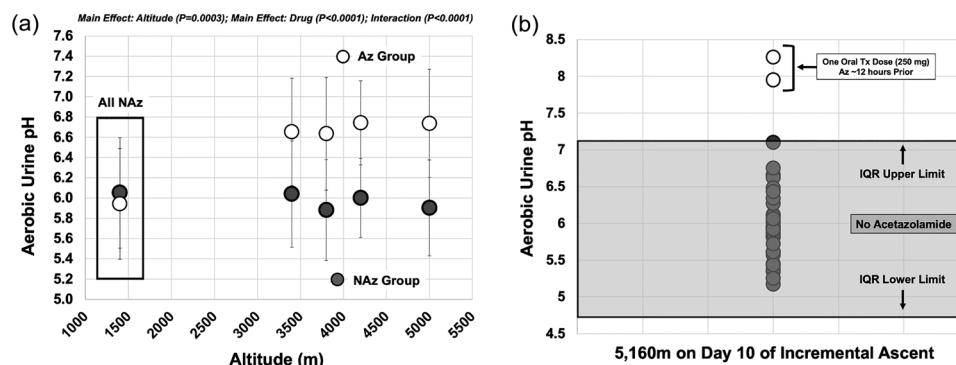 (a)
Main Effect: Altitude (P=0.0003); Main Effect: Drug (P<0.0001); Interaction (P<0.0001)
Aerobic Urine pH
7.6
7.4
7.2
7.0
6.8
6.6
6.4
6.2
6.0
5.8
5.6
5.4
5.2
5.0
Az Group
All NAz
NAz Group
1000
1500
2000
2500
3000
3500
4000
4500
5000
5500
Altitude (m)
(b)
Aerobic Urine pH
8.5
8
7.5
7
6.5
6
5.5
5
4.5
One Oral Tx Dose (250 mg)
Az ~12 hours Prior
IQR Upper Limit
No Acetazolamide
IQR Lower Limit
5,160m on Day 10 of Incremental Ascent